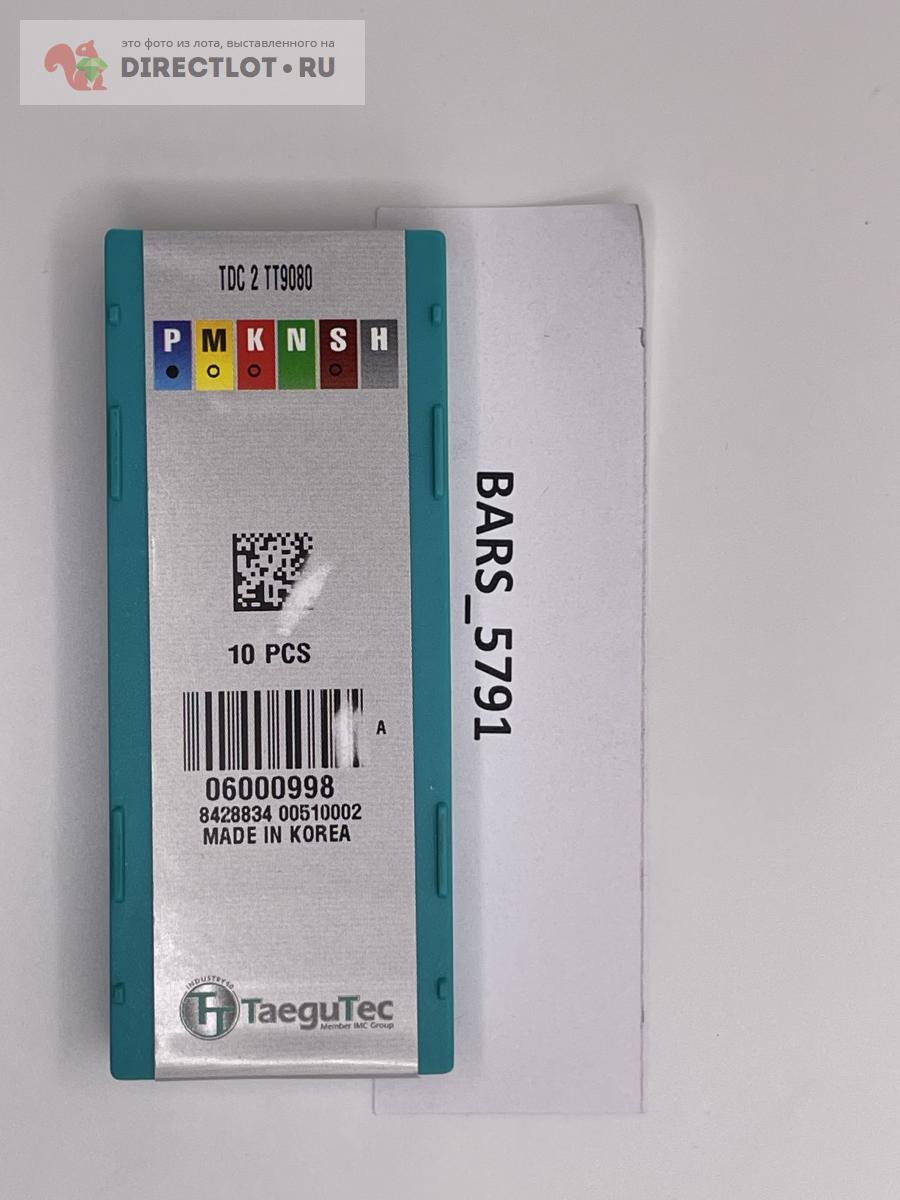 это фото из лота, выставленного на
DIRECTLOT•RU
TDC 2 TT9080
P M K N S H
10 PCS
A
06000998
8428834 00510002
MADE IN KOREA
INDUSTRY4.0
TT TaeguTec
Member IMC Group
BARS_5791